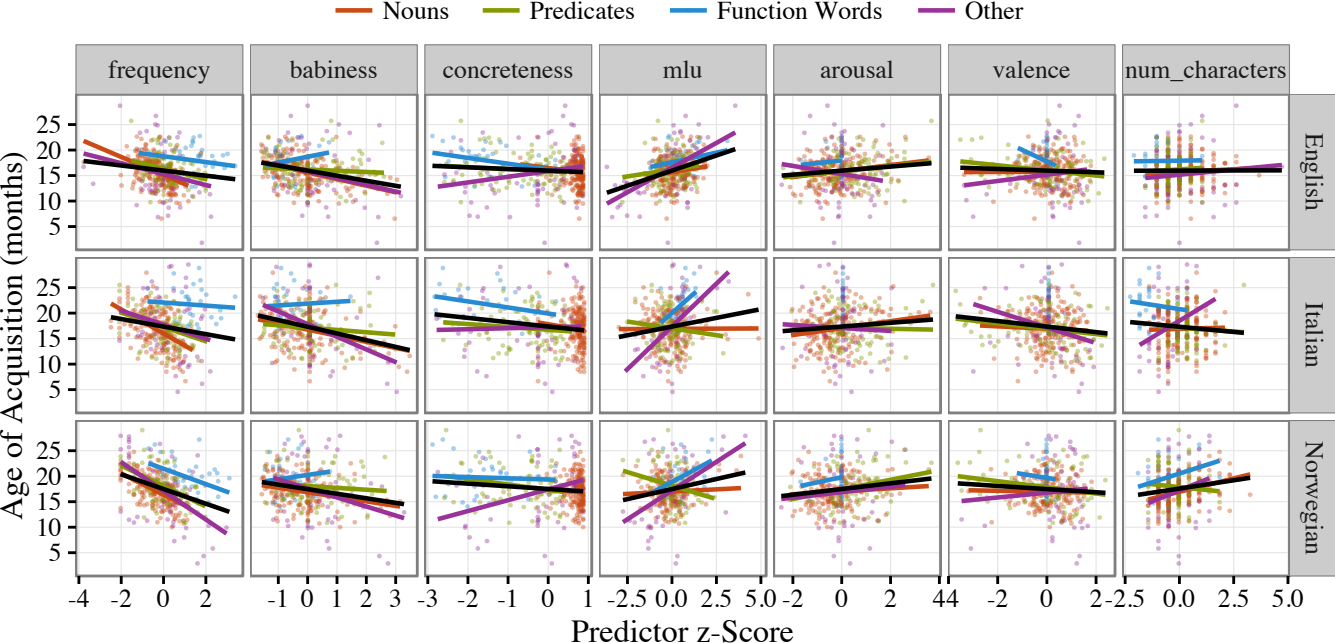 Nouns Predicates Function Words Other
frequency babiness concreteness mlu arousal valence num_characters
Age of Acquisition (months)
25
20
15
10
5
English
25
20
15
10
5
Italian
25
20
15
10
5
Norwegian
-4 -2 0 2 -1 0 1 2 3 -3 -2 -1 0 1 -2.5 0.0 2.5 5.0 -2 0 2 4 -4 -2 0 2 -2.5 0.0 2.5 5.0
Predictor z-Score